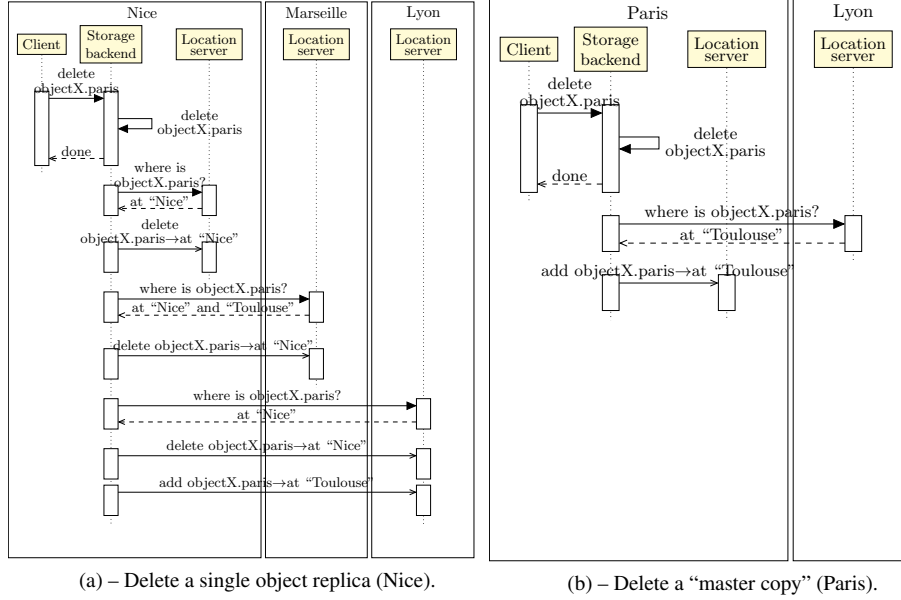 Nice
Marseille
Lyon
Client
Storage
backend
Location
server
Location
server
Location
server
delete
objectX.paris
delete
objectX.paris
done
where is
objectX.paris?
at “Nice”
delete
objectX.paris→at “Nice”
where is objectX.paris?
at “Nice” and “Toulouse”
delete objectX.paris→at “Nice”
where is objectX.paris?
at “Nice”
delete objectX.paris→at “Nice”
add objectX.paris→at “Toulouse”
(a) – Delete a single object replica (Nice).
Paris
Lyon
Client
Storage
backend
Location
server
Location
server
delete
objectX.paris
delete
objectX.paris
done
where is objectX.paris?
at “Toulouse”
add objectX.paris→at “Toulouse”
(b) – Delete a “master copy” (Paris).